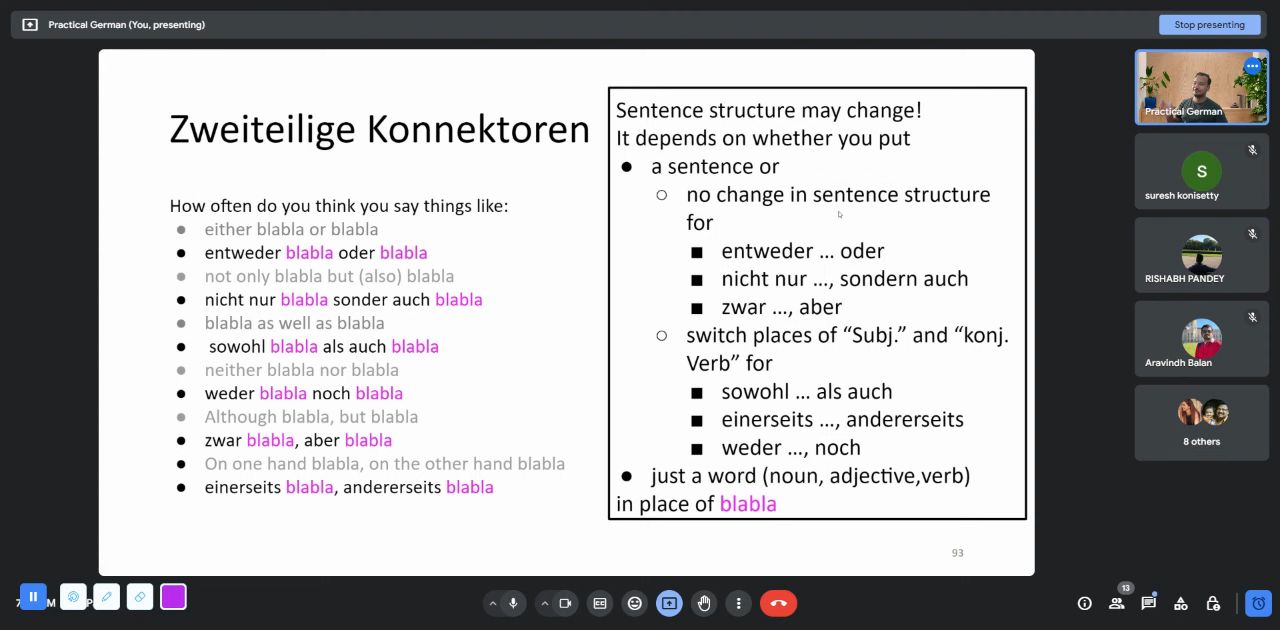 Practical German (You, presenting)
Stop presenting
Zweiteilige Konnektoren
How often do you think you say things like:
● either blabla or blabla
● entweder blabla oder blabla
● not only blabla but (also) blabla
● nicht nur blabla sonder auch blabla
● blabla as well as blabla
● sowohl blabla als auch blabla
● neither blabla nor blabla
● weder blabla noch blabla
● Although blabla, but blabla
● zwar blabla, aber blabla
● On one hand blabla, on the other hand blabla
● einerseits blabla, andererseits blabla
Sentence structure may change!
It depends on whether you put
● a sentence or
○ no change in sentence structure
for
■ entweder ... oder
■ nicht nur ..., sondern auch
■ zwar ..., aber
○ switch places of “Subj.” and “konj.
Verb” for
■ sowohl ... als auch
■ einerseits ..., andererseits
■ weder ..., noch
● just a word (noun, adjective,verb)
in place of blabla
93
Practical German
S
suresh konisetty
RISHABH PANDEY
Aravindh Balan
8 others
13